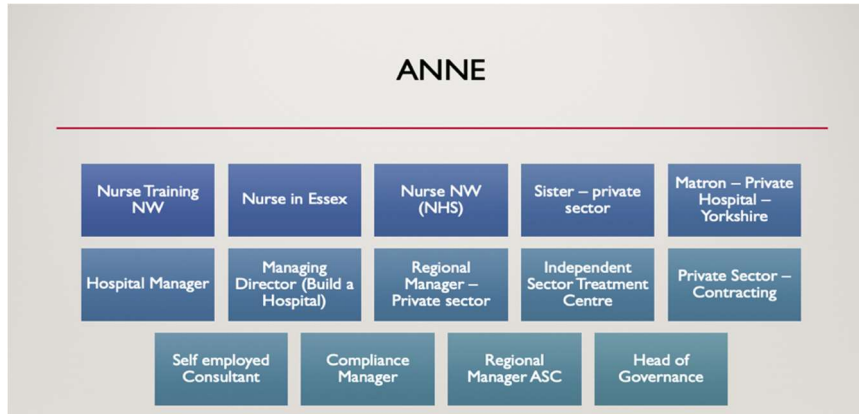 ANNE
Nurse Training
NW
Nurse in Essex
Nurse NW
(NHS)
Sister – private
sector
Matron – Private
Hospital –
Yorkshire
Hospital Manager
Managing
Director (Build a
Hospital)
Regional
Manager –
Private sector
Independent
Sector Treatment
Centre
Private Sector –
Contracting
Self employed
Consultant
Compliance
Manager
Regional
Manager ASC
Head of
Governance